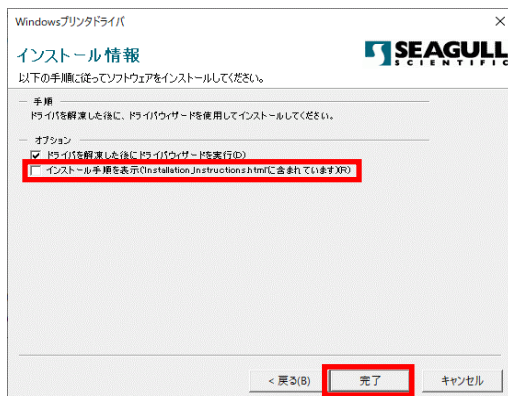 Windowsプリンタドライバ
インストール情報
以下の手順に従ってソフトウェアをインストールしてください。
SEAGULL
SCIENTIFIC
手順
ドライバを解凍した後に、ドライバウィザードを使用してインストールしてください。
オプション
ドライバを解凍した後にドライバウィザードを実行(D)
インストール手順を表示('Installation_Instructions.html'に含まれています)(R)
< 戻る(B)
完了
キャンセル